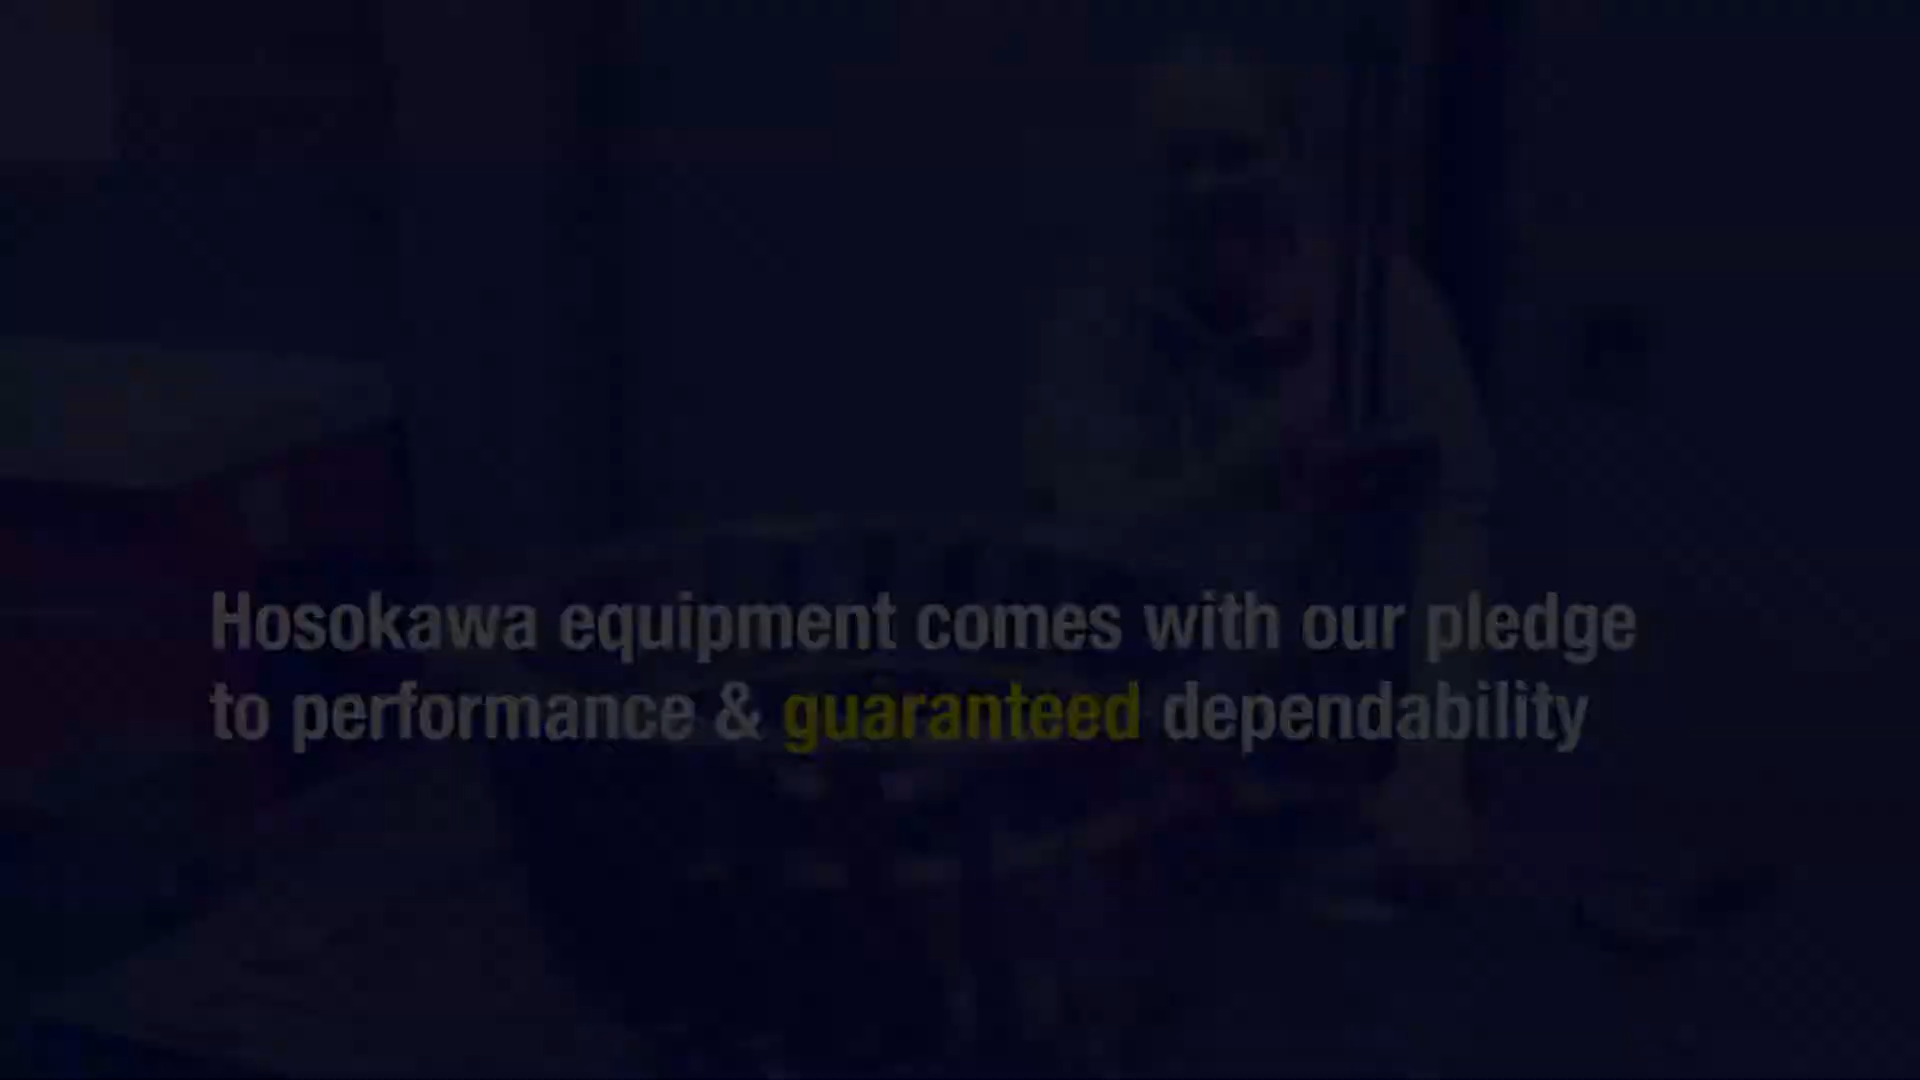 Hosokawa equipment comes with our pledge
to performance & guaranteed dependability